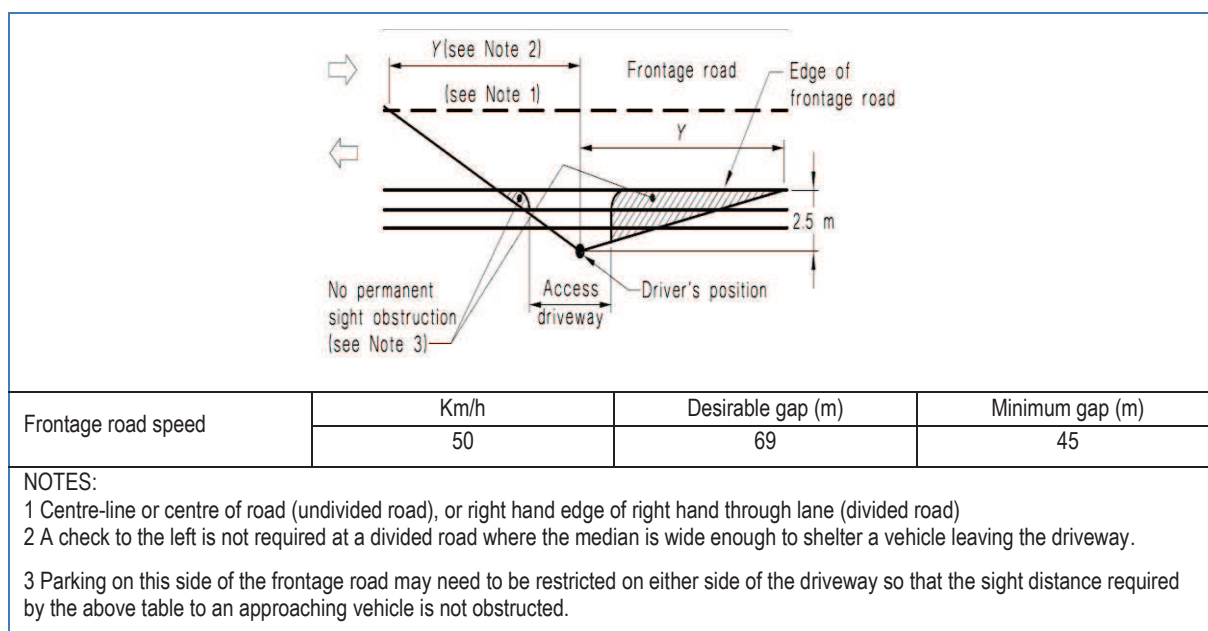 Y (see Note 2)
Frontage road
Edge of
frontage road
(see Note 1)
Y
2.5 m
No permanent
sight obstruction
(see Note 3)
Access
driveway
Driver's position
Frontage road speed
Km/h
Desirable gap (m)
Minimum gap (m)
50
69
45
NOTES:
1 Centre-line or centre of road (undivided road), or right hand edge of right hand through lane (divided road)
2 A check to the left is not required at a divided road where the median is wide enough to shelter a vehicle leaving the driveway.
3 Parking on this side of the frontage road may need to be restricted on either side of the driveway so that the sight distance required
by the above table to an approaching vehicle is not obstructed.